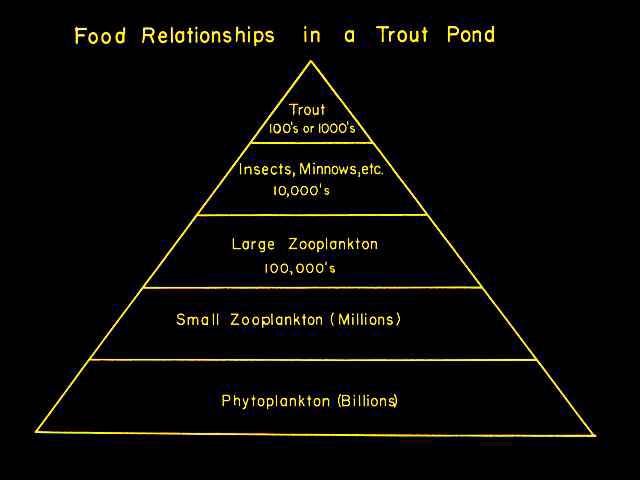 Food Relationships in a Trout Pond
Trout
100's or 1000's
Insects, Minnows,etc.
10,000's
Large Zooplankton
100,000's
Small Zooplankton (Millions)
Phytoplankton (Billions)